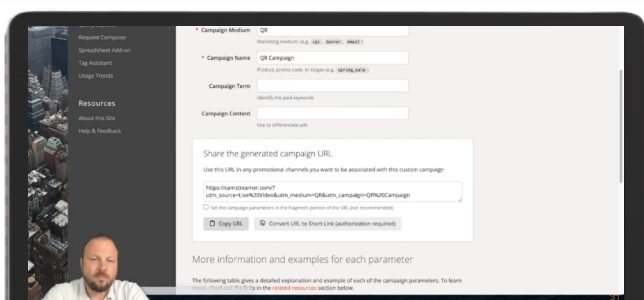 Request Composer
Spreadsheet Add-on
Tag Assistant
Usage Trends
Resources
About this Site
Help & Feedback
* Campaign Medium QR
Marketing medium (e.g. cpc, banner, email)
* Campaign Name QR Campaign
Product, promo code, or slogan (e.g. spring_sale)
Campaign Term
Identify the paid keywords
Campaign Content
Use to differentiate ads
Share the generated campaign URL
Use this URL in any promotional channels you want to be associated with this custom campaign
https://camstreamer.com/?
utm_source=Live%20Video&utm_medium=QR&utm_campaign=QR%20Campaign
Set the campaign parameters in the fragment portion of the URL (not recommended).
Copy URL
Convert URL to Short Link (authorization required)
More information and examples for each parameter
The following table gives a detailed explanation and example of each of the campaign parameters. To learn
more, check out the links in the related resources section below.